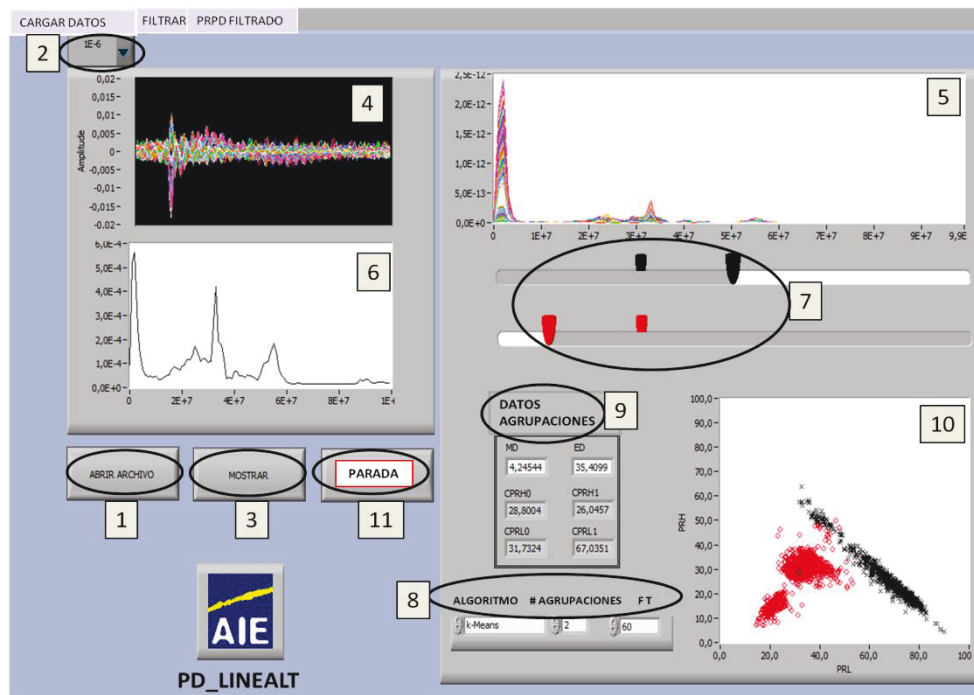 CARGAR DATOS
FILTRAR
PRPD FILTRADO
2
1E-6
4
0,02
0,015
0,01
0,005
0
-0,005
-0,01
-0,015
-0.02
Amplitude
6
6,0E-4
5,0E-4
4,0E-4
3,0E-4
2,0E-4
1,0E-4
0,0E+0
0
2E+7
4E+7
6E+7
8E+7
1E+
ABRIR ARCHIVO
MOSTRAR
PARADA
1
3
11
AIE
PD_LINEALT
5
2,5E-12
2,0E-12
1,5E-12
1,0E-12
5,0E-13
0,0E+0
0
1E+7
2E+7
3E+7
4E+7
5E+7
6E+7
7E+7
8E+7
9,9E
7
DATOS
AGRUPACIONES
9
MD ED
4,24544 35,4099
CPRH0 CPRH1
28,8004 26,0457
CPRL0 CPRL1
31,7324 67,0351
8
ALGORITMO # AGRUPACIONES F T
k-Means 2 60
10
100,0
90,0
80,0
70,0
60,0
50,0
40,0
30,0
20,0
10,0
0,0
PRH
0,0
20,0
40,0
60,0
80,0
100
PRL